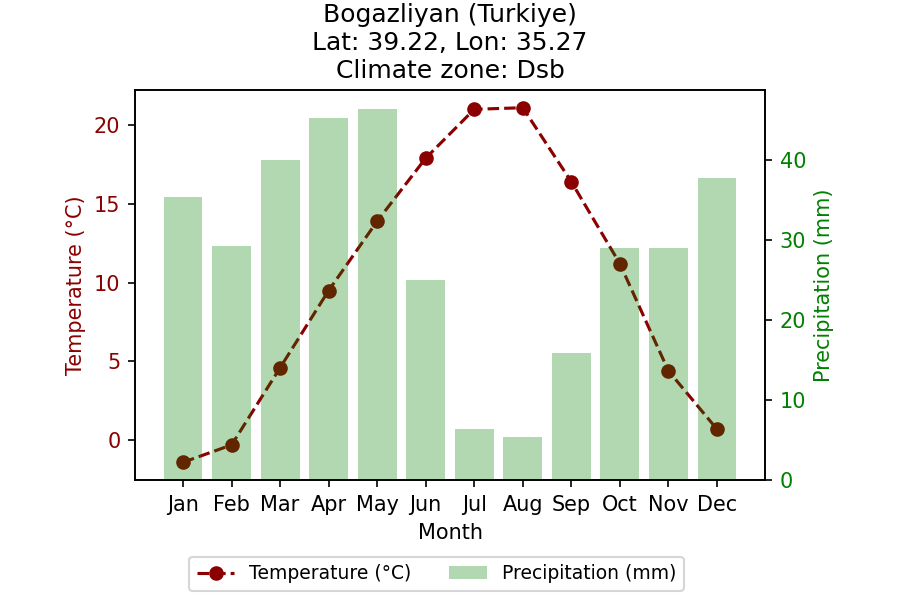 Bogazliyan (Turkiye)
Lat: 39.22, Lon: 35.27
Climate zone: Dsb
Temperature (°C)
20
15
10
5
0
40
30
20
10
0
Precipitation (mm)
Jan Feb Mar Apr May Jun Jul Aug Sep Oct Nov Dec
Month
Temperature (°C) Precipitation (mm)